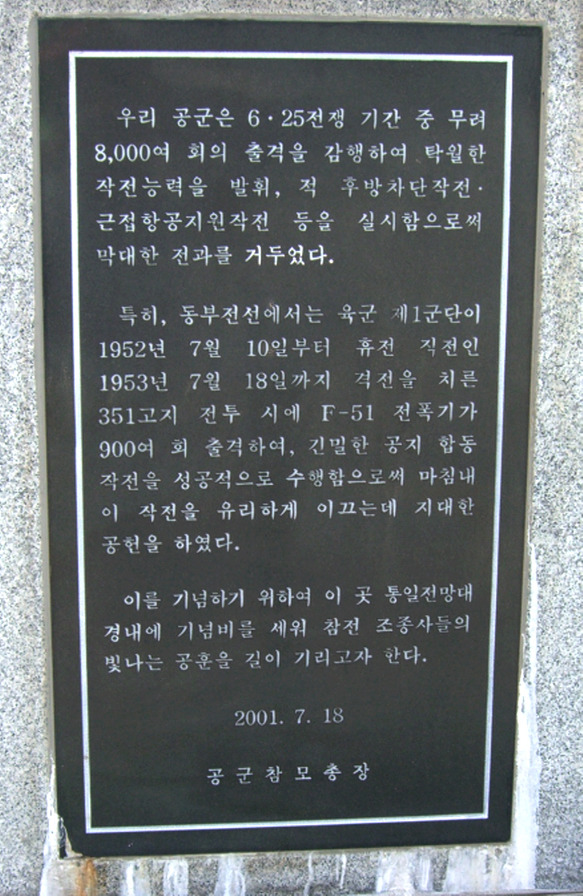 우리 공군은 6·25전쟁 기간 중 무려
8,000여 회의 출격을 감행하여 탁월한
작전능력을 발휘, 적 후방차단작전·
근접항공지원작전 등을 실시함으로써
막대한 전과를 거두었다.
특히, 동부전선에서는 육군 제1군단이
1952년 7월 10일부터 휴전 직전인
1953년 7월 18일까지 격전을 치른
351고지 전투 시에 F-51 전폭기가
900여 회 출격하여, 긴밀한 공지 합동
작전을 성공적으로 수행함으로써 마침내
이 작전을 유리하게 이끄는데 지대한
공헌을 하였다.
이를 기념하기 위하여 이 곳 통일전망대
경내에 기념비를 세워 참전 조종사들의
빛나는 공훈을 길이 기리고자 한다.
2001. 7. 18
공군참모총장